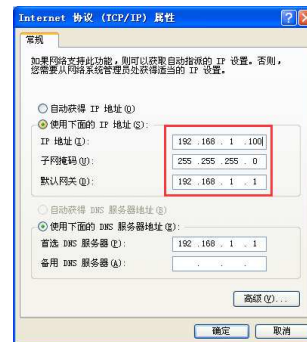 Internet 协议 (TCP/IP) 属性
常规
如果网络支持此功能，则可以获取自动指派的 IP 设置。否则，
您需要从网络系统管理员处获得适当的 IP 设置。
自动获得 IP 地址(O)
使用下面的 IP 地址(S):
IP 地址(I): 192 .168 . 1 .100
子网掩码(U): 255 .255 .255 . 0
默认网关(D): 192 .168 . 1 . 1
自动获得 DNS 服务器地址(B)
使用下面的 DNS 服务器地址(E):
首选 DNS 服务器(P): 192 .168 . 1 . 1
备用 DNS 服务器(A): . . .
高级(V)...
确定 取消